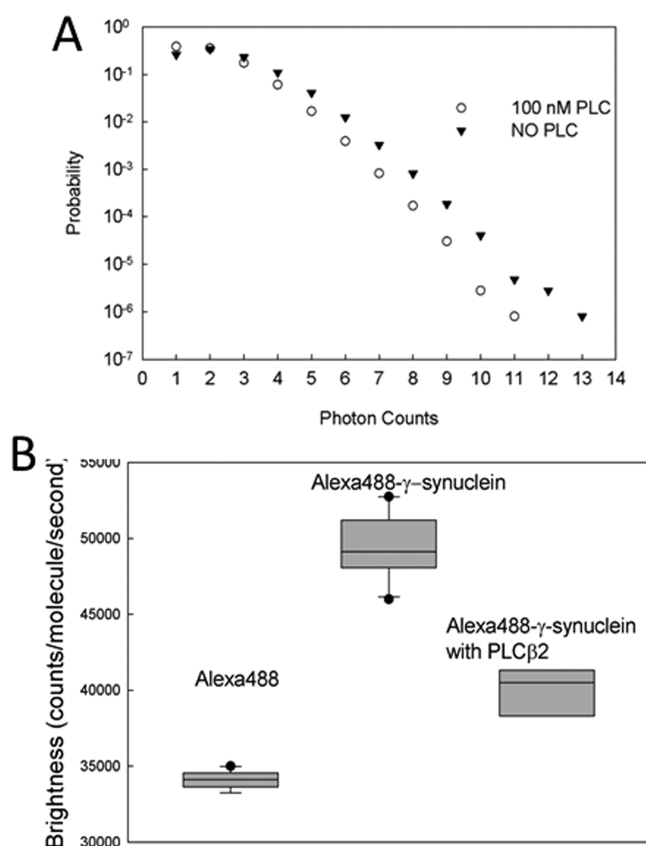 A
10⁰
10⁻¹
10⁻²
10⁻³
10⁻⁴
10⁻⁵
10⁻⁶
10⁻⁷
Probability
100 nM PLC
NO PLC
0 1 2 3 4 5 6 7 8 9 10 11 12 13 14
Photon Counts
B
55000
50000
45000
40000
35000
30000
Brightness (counts/molecule/second)
Alexa488-γ–synuclein
Alexa488-γ-synuclein
with PLCβ2
Alexa488